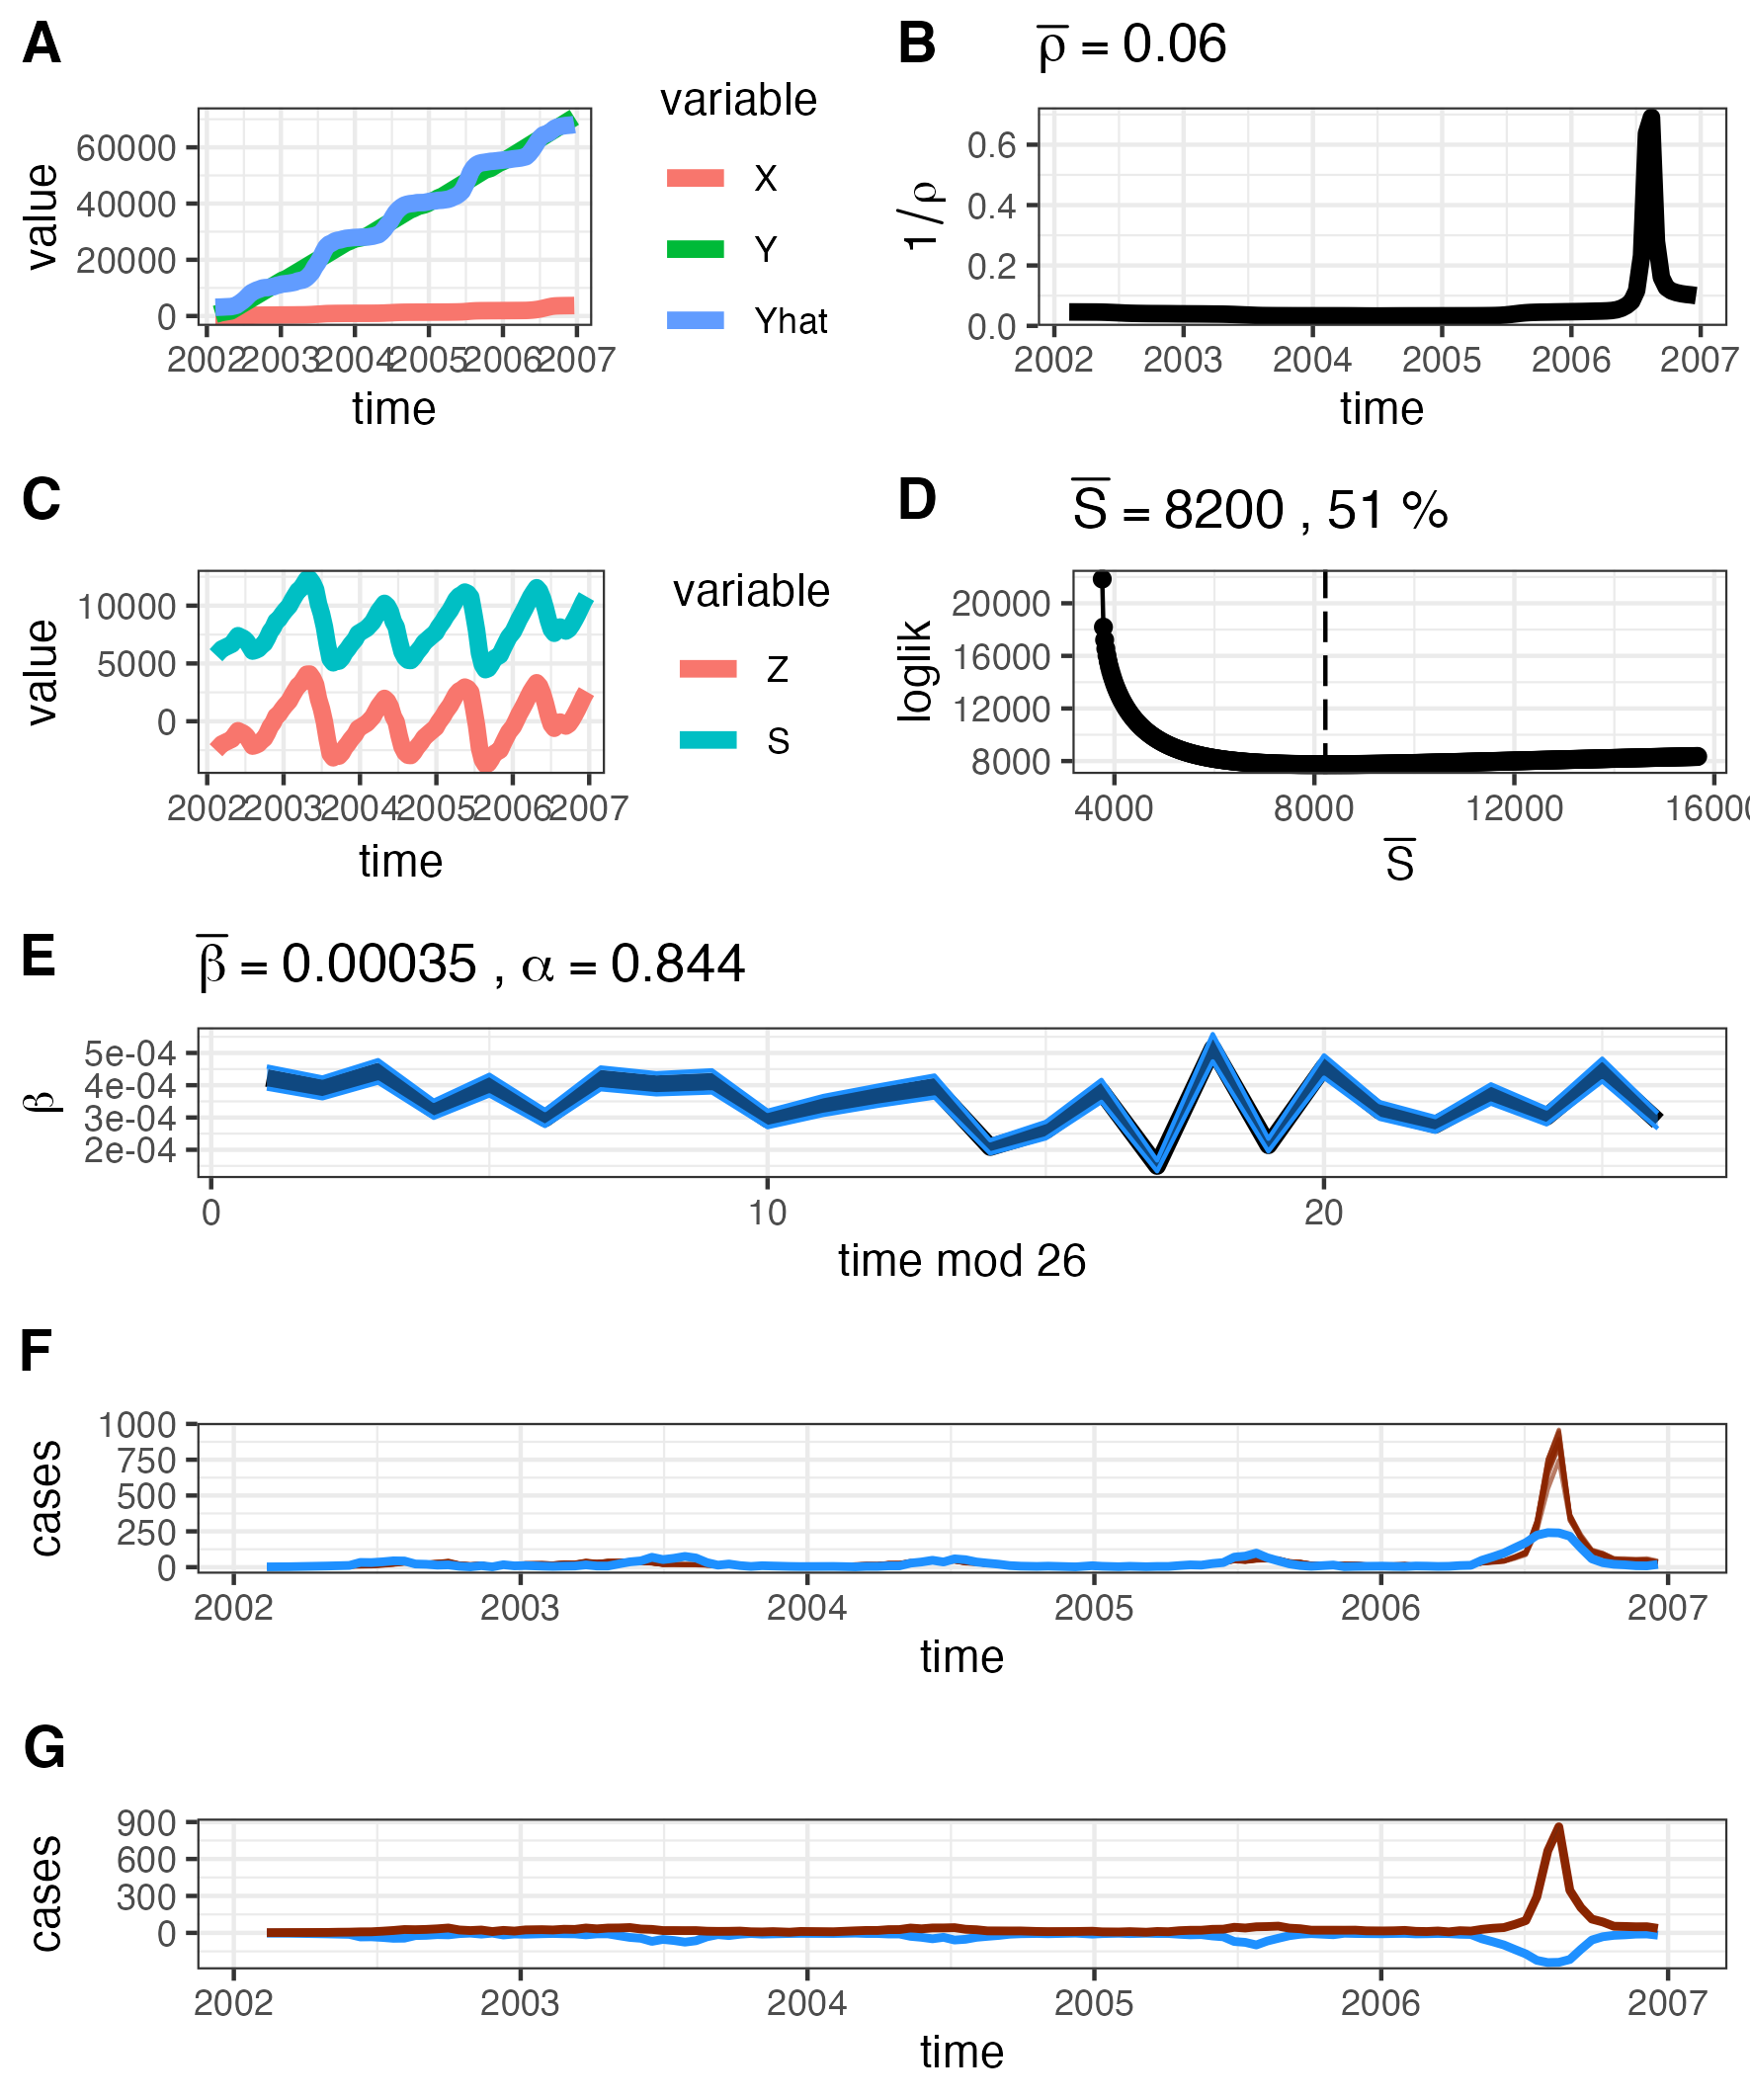 A
variable
value
60000
40000
20000
0
X
Y
Yhat
2002 2003 2004 2005 2006 2007
time
B
ρ̅ = 0.06
1/ρ
0.6
0.4
0.2
0.0
2002 2003 2004 2005 2006 2007
time
C
variable
value
10000
5000
0
Z
S
2002 2003 2004 2005 2006 2007
time
D
S̅ = 8200 , 51 %
loglik
20000
16000
12000
8000
4000 8000 12000 1600
S̅
E
β̅ = 0.00035 , α = 0.844
β
5e-04
4e-04
3e-04
2e-04
0 10 20
time mod 26
F
cases
1000
750
500
250
0
2002 2003 2004 2005 2006 2007
time
G
cases
900
600
300
0
2002 2003 2004 2005 2006 2007
time